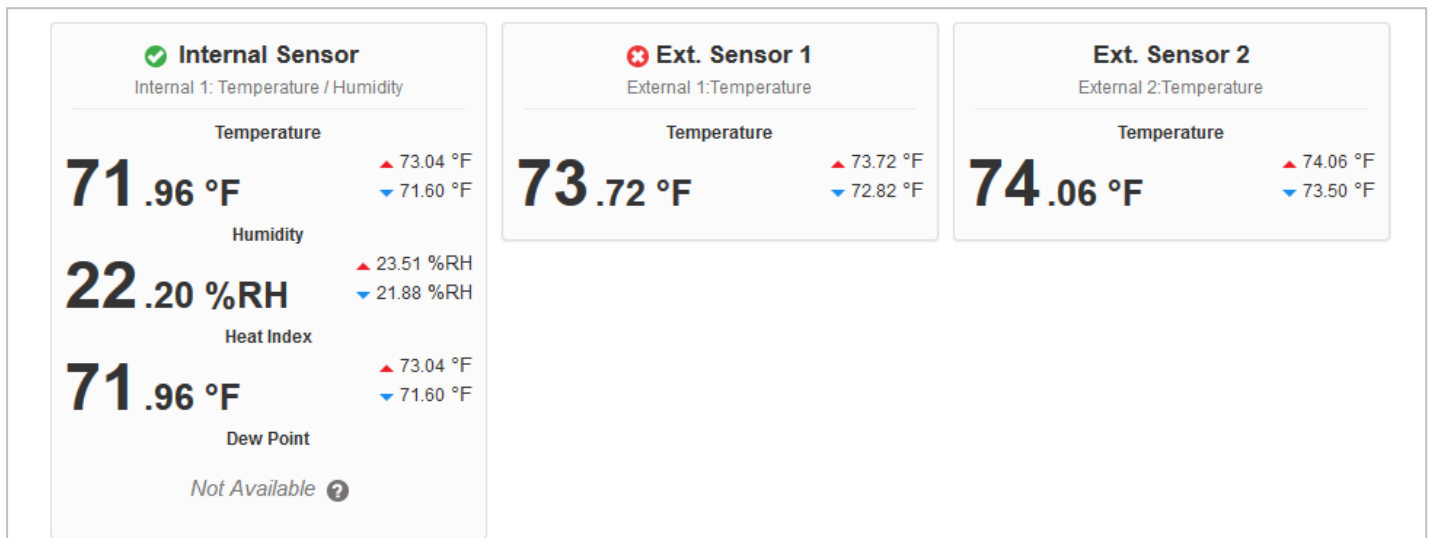 Internal Sensor
Internal 1: Temperature / Humidity
Temperature
71.96 °F
73.04 °F
71.60 °F
Humidity
22.20 %RH
23.51 %RH
21.88 %RH
Heat Index
71.96 °F
73.04 °F
71.60 °F
Dew Point
Not Available ?
Ext. Sensor 1
External 1:Temperature
Temperature
73.72 °F
73.72 °F
72.82 °F
Ext. Sensor 2
External 2:Temperature
Temperature
74.06 °F
74.06 °F
73.50 °F